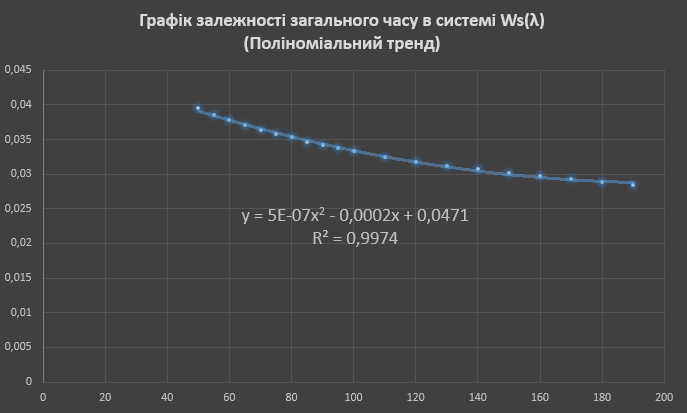 Графік залежності загального часу в системі Ws(λ)
(Поліноміальний тренд)
0,045
0,04
0,035
0,03
0,025
0,02
0,015
0,01
0,005
0
y = 5E-07x² - 0,0002x + 0,0471
R² = 0,9974
0 20 40 60 80 100 120 140 160 180 200